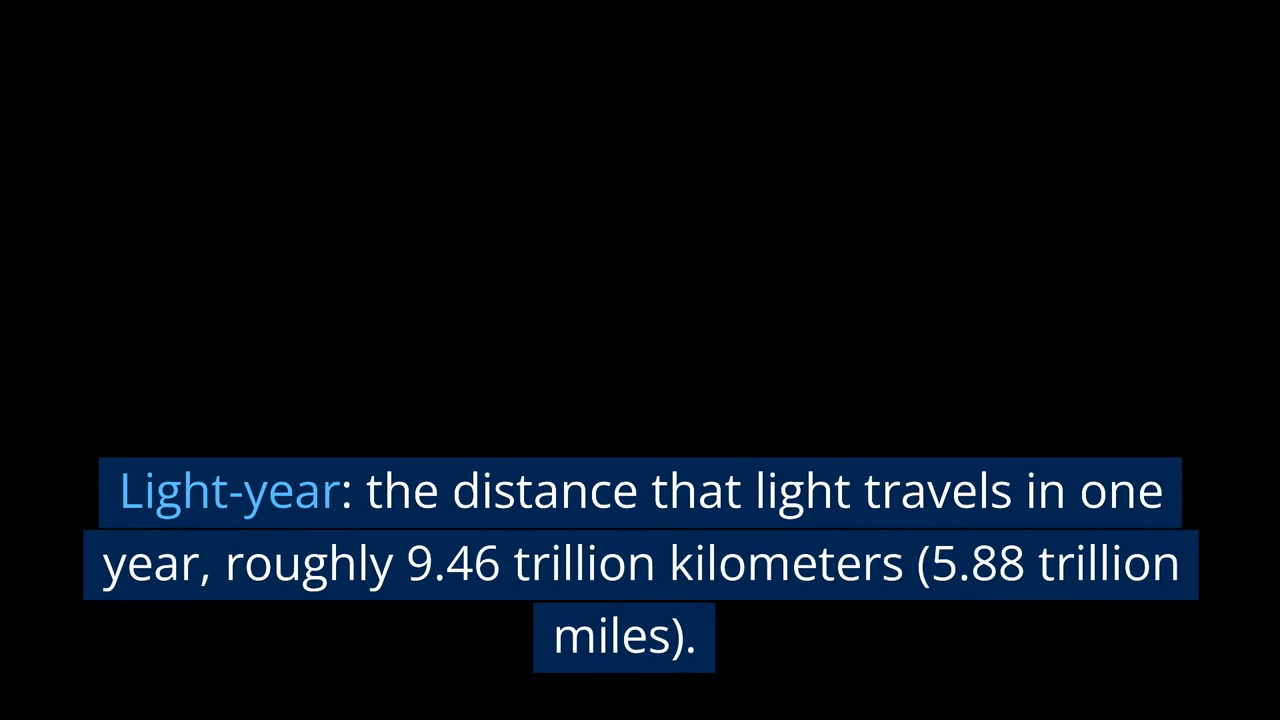 Light-year: the distance that light travels in one
year, roughly 9.46 trillion kilometers (5.88 trillion
miles).